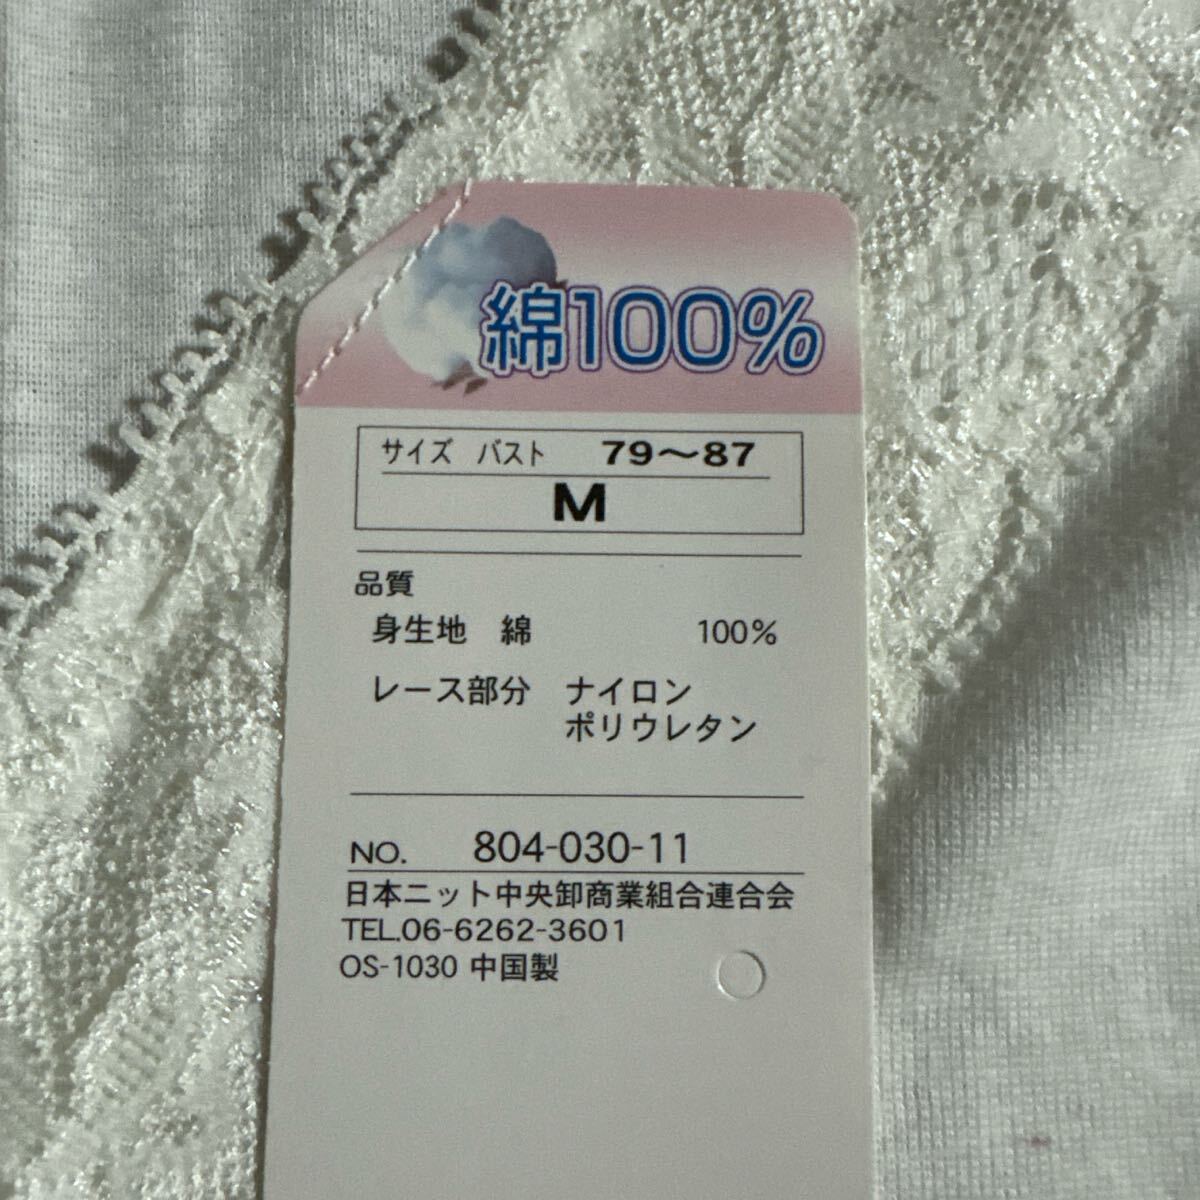 綿100%
サイズ バスト 79〜87
M
品質
身生地 綿 100%
レース部分 ナイロン
ポリウレタン
NO. 804-030-11
日本ニット中央卸商業組合連合会
TEL.06-6262-3601
OS-1030 中国製